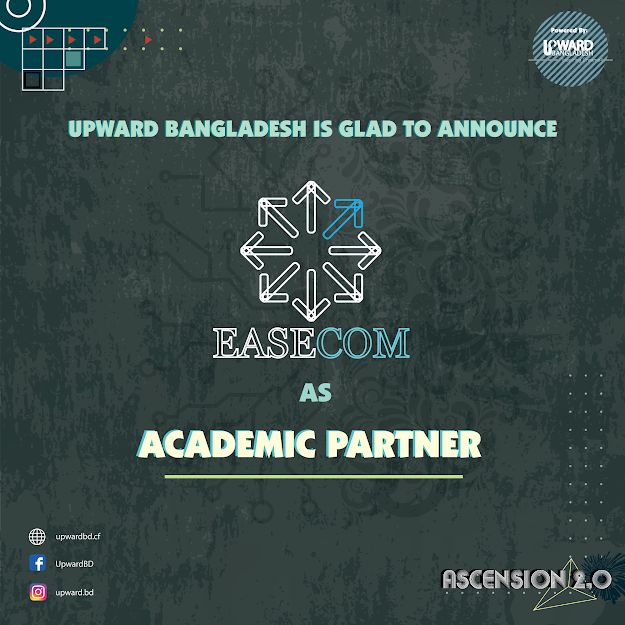 Powered By:
UPWARD
BANGLADESH
UPWARD BANGLADESH IS GLAD TO ANNOUNCE
EASECOM
AS
ACADEMIC PARTNER
upwardbd.cf
UpwardBD
upward.bd
ASCENSION 2.0